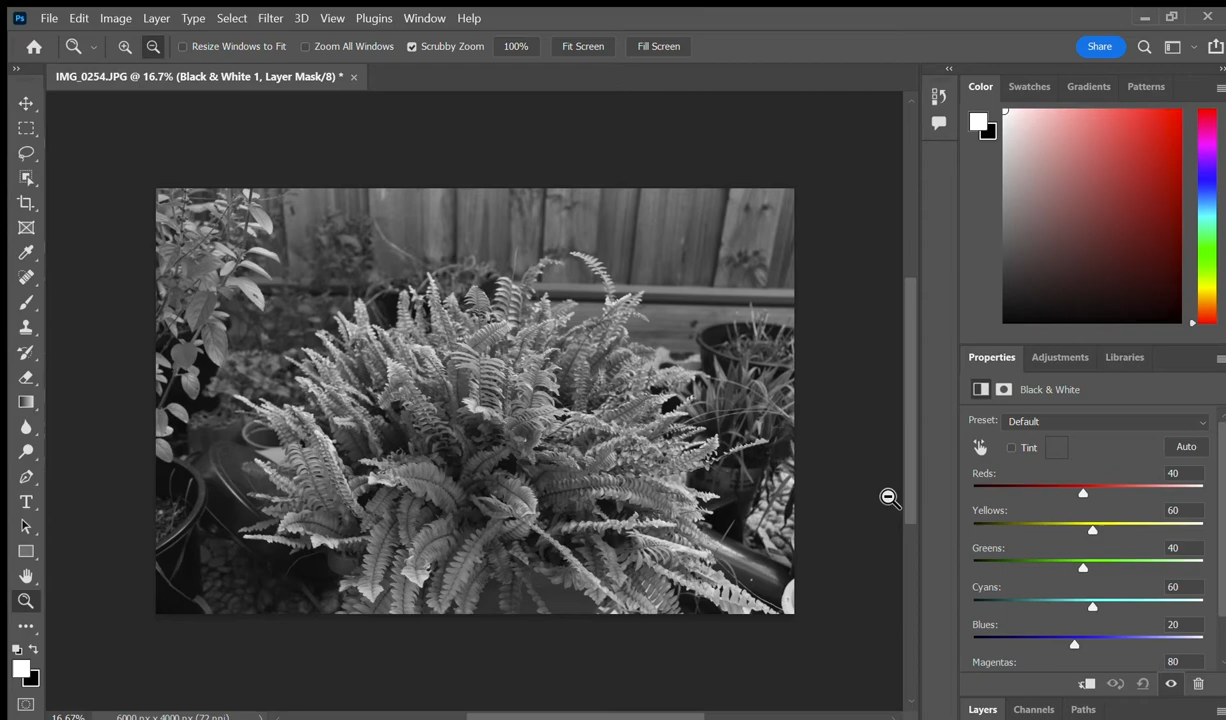 Ps File Edit Image Layer Type Select Filter 3D View Plugins Window Help
Resize Windows to Fit Zoom All Windows Scrubby Zoom 100% Fit Screen Fill Screen Share
IMG_0254.JPG @ 16.7% (Black & White 1, Layer Mask/8) * ×
Color Swatches Gradients Patterns
Properties Adjustments Libraries
Black & White
Preset: Default
Tint Auto
Reds: 40
Yellows: 60
Greens: 40
Cyans: 60
Blues: 20
Magentas: 80
Layers Channels Paths
16.67% 6000 px x 4000 px (72 ppi)